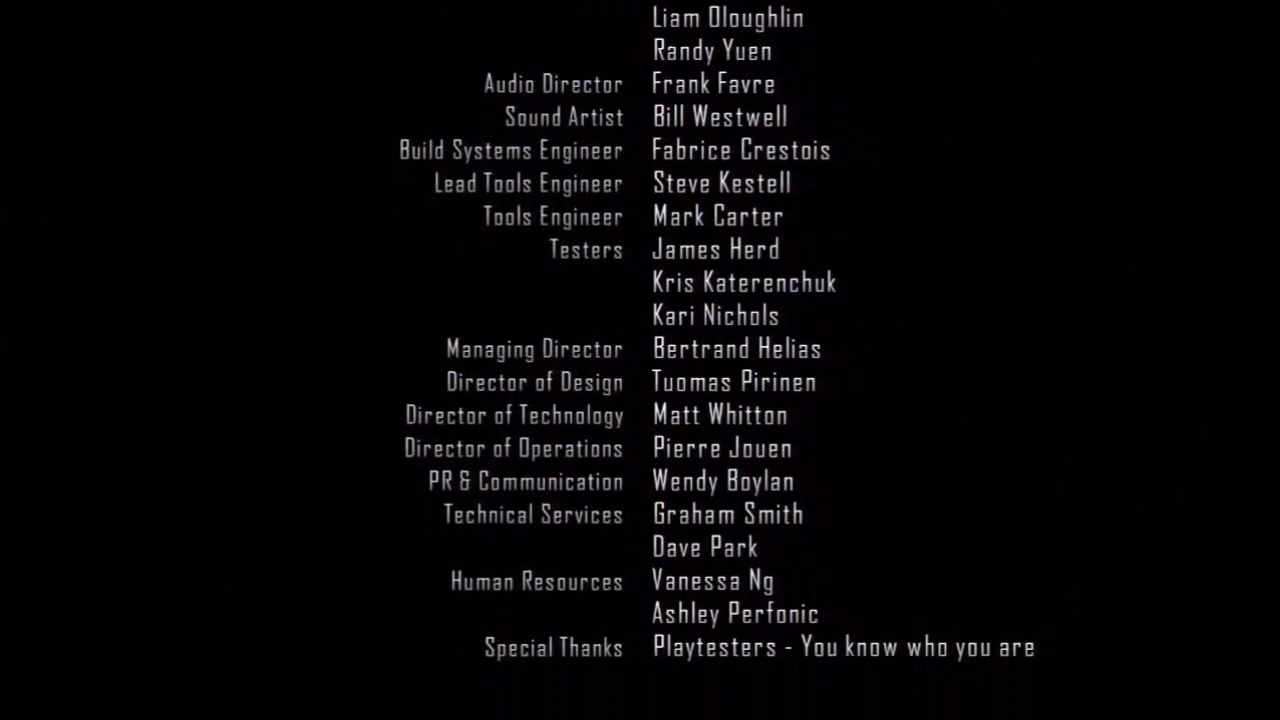 Liam Oloughlin
Randy Yuen
Audio Director Frank Favre
Sound Artist Bill Westwell
Build Systems Engineer Fabrice Crestois
Lead Tools Engineer Steve Kestell
Tools Engineer Mark Carter
Testers James Herd
Kris Katerenchuk
Kari Nichols
Managing Director Bertrand Helias
Director of Design Tuomas Pirinen
Director of Technology Matt Whitton
Director of Operations Pierre Jouen
PR & Communication Wendy Boylan
Technical Services Graham Smith
Dave Park
Human Resources Vanessa Ng
Ashley Perfonic
Special Thanks Playtesters - You know who you are